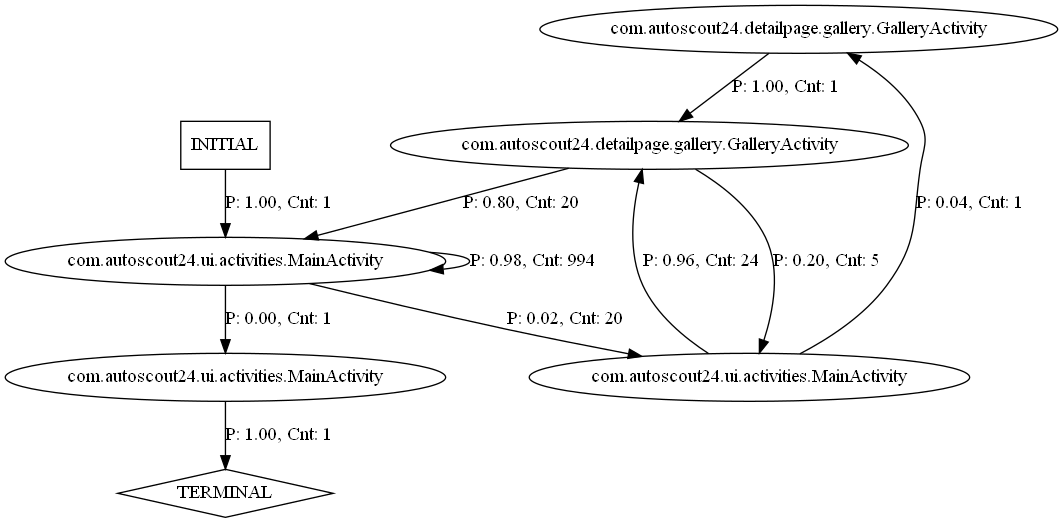 com.autoscout24.detailpage.gallery.GalleryActivity
P: 1.00, Cnt: 1
INITIAL
com.autoscout24.detailpage.gallery.GalleryActivity
P: 1.00, Cnt: 1
P: 0.80, Cnt: 20
P: 0.04, Cnt: 1
com.autoscout24.ui.activities.MainActivity
P: 0.98, Cnt: 994
P: 0.96, Cnt: 24
P: 0.20, Cnt: 5
P: 0.00, Cnt: 1
P: 0.02, Cnt: 20
com.autoscout24.ui.activities.MainActivity
com.autoscout24.ui.activities.MainActivity
P: 1.00, Cnt: 1
TERMINAL